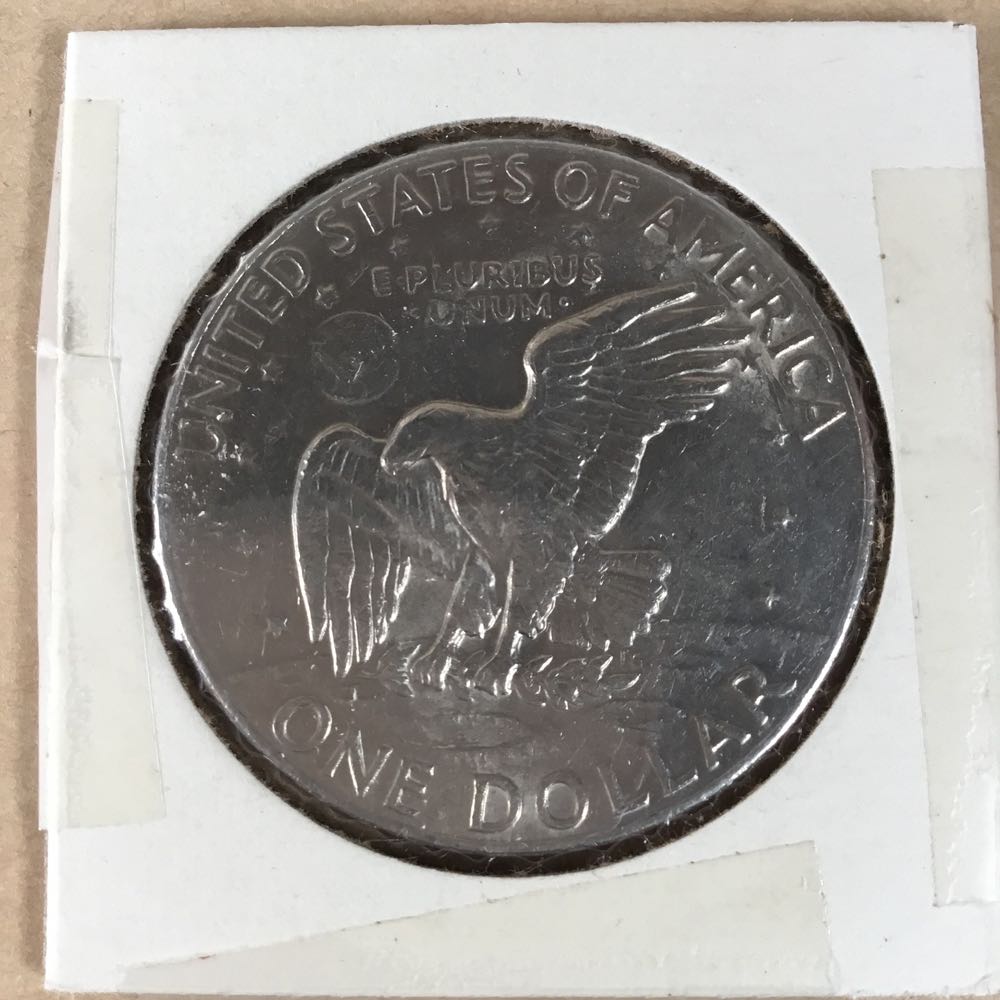 UNITED STATES OF AMERICA
E·PLURIBUS
·UNUM·
ONE DOLLAR